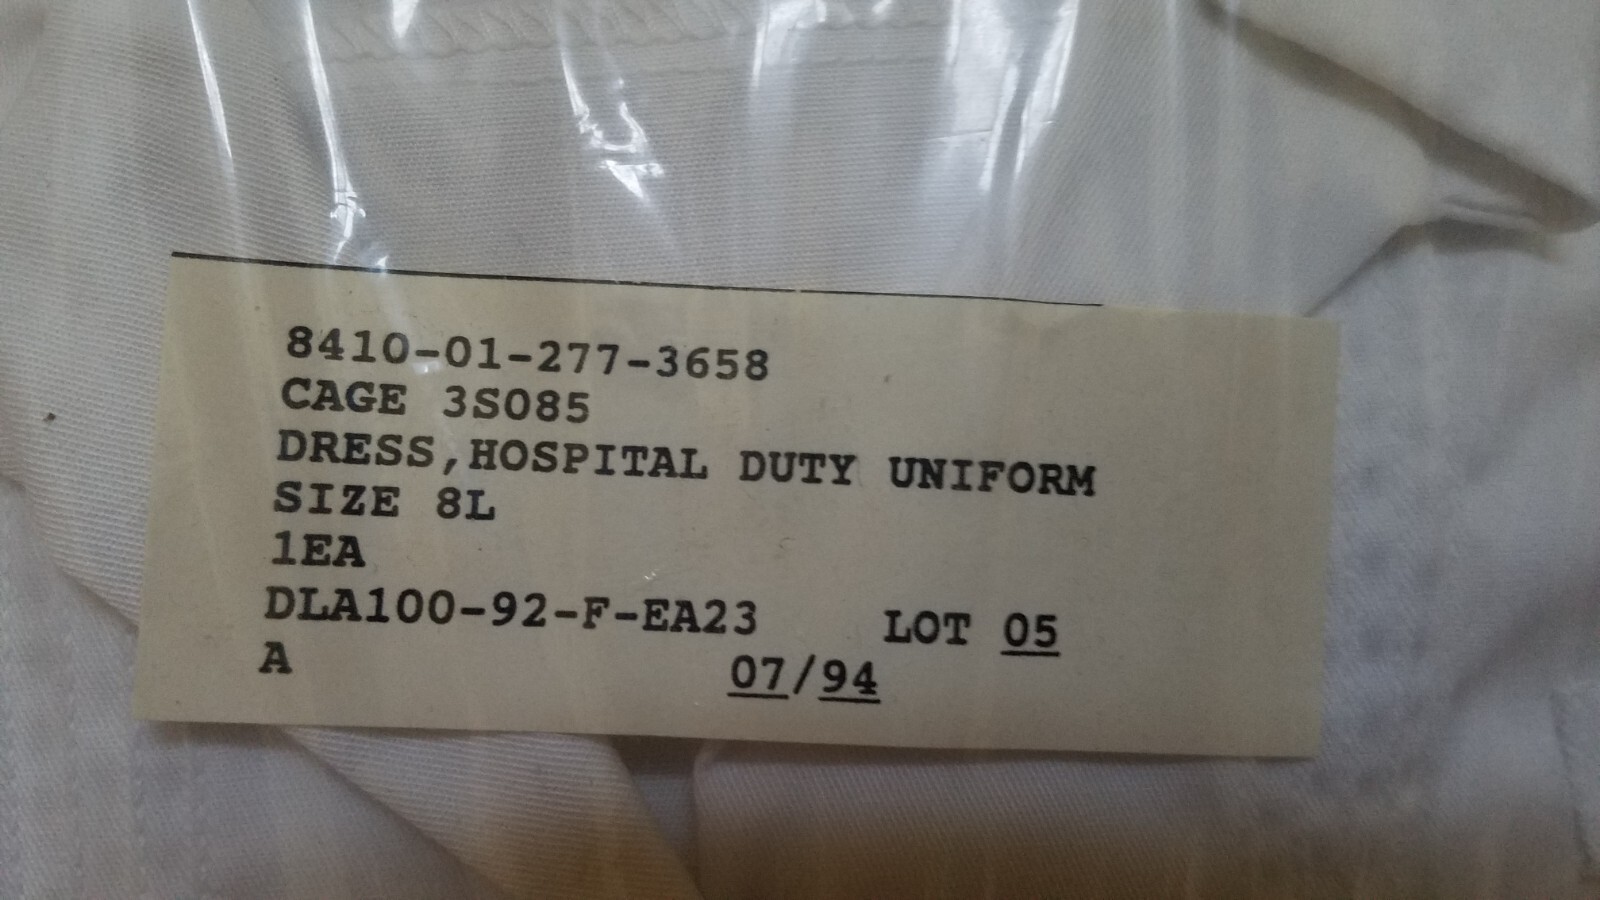 8410-01-277-3658
CAGE 3S085
DRESS,HOSPITAL DUTY UNIFORM
SIZE 8L
1EA
DLA100-92-F-EA23 LOT 05
A 07/94